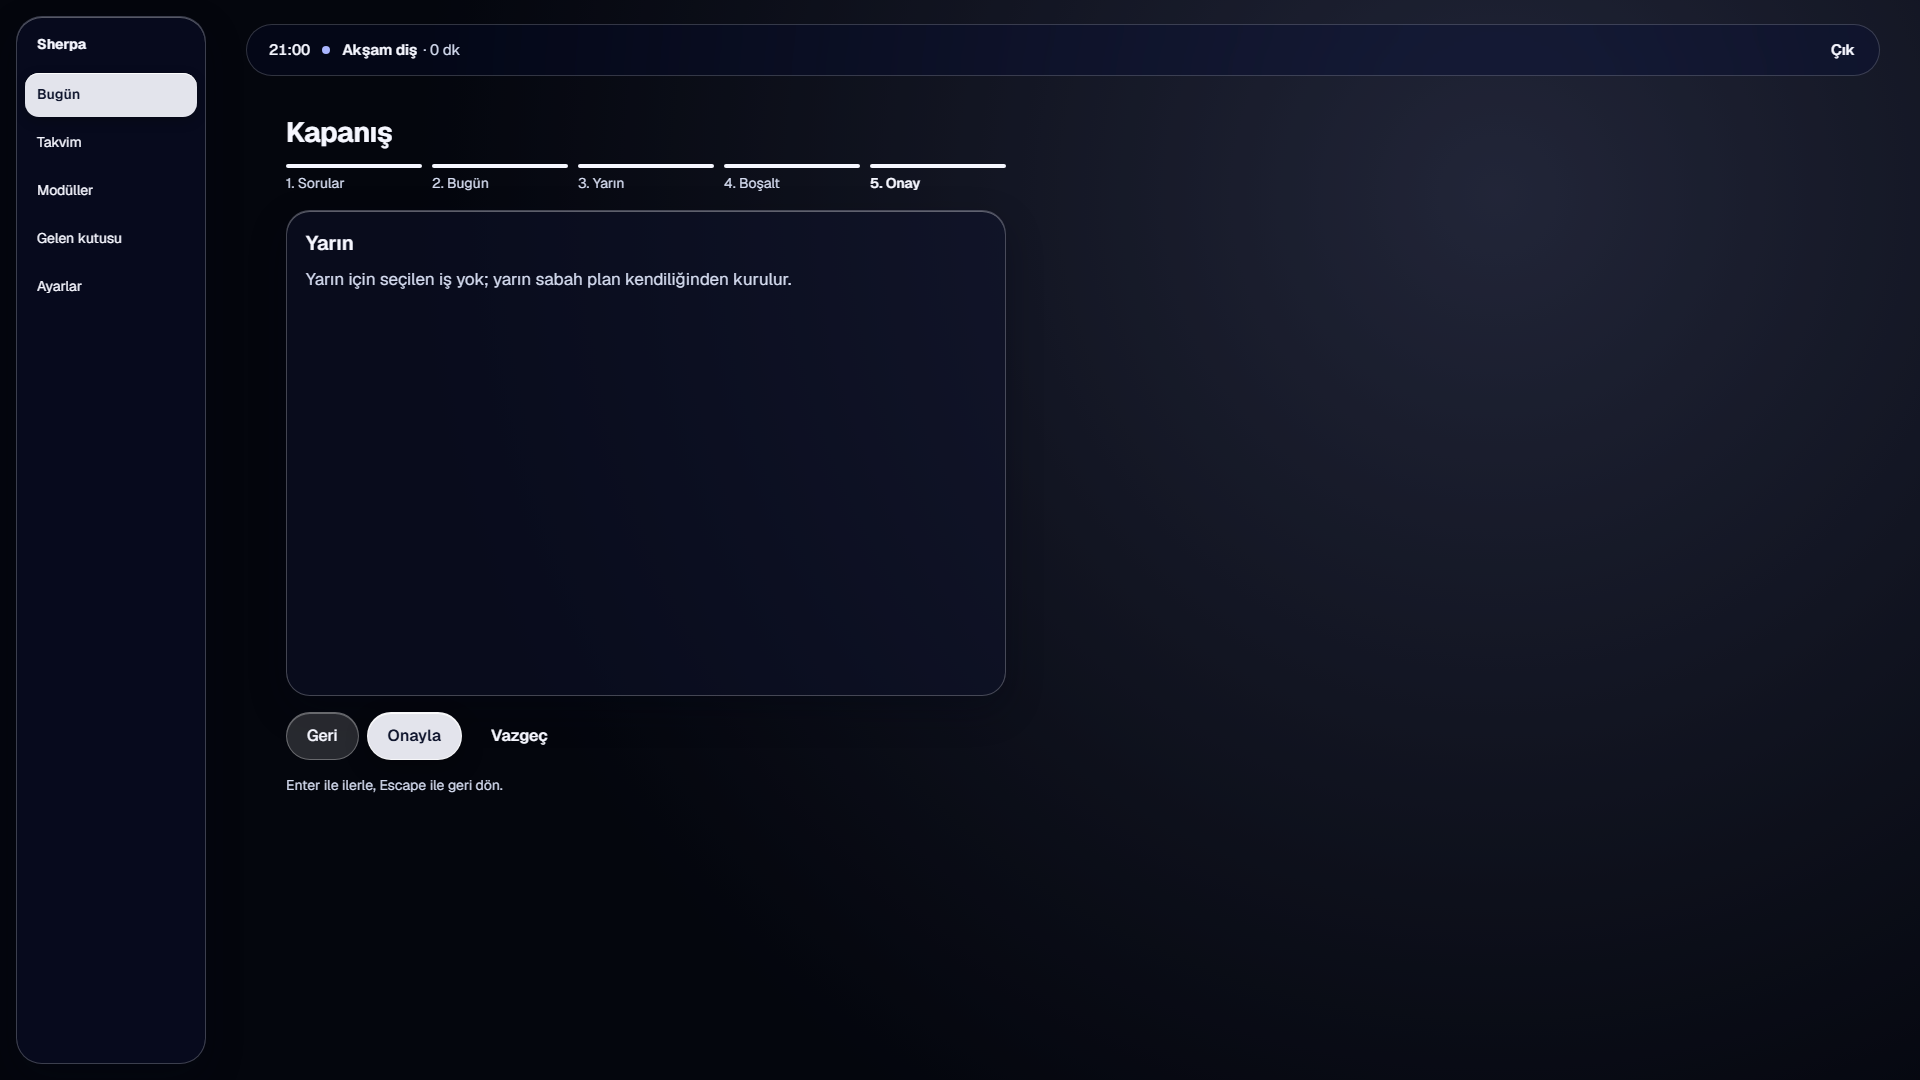 Sherpa
Bugün
Takvim
Modüller
Gelen kutusu
Ayarlar
21:00 Akşam diş · 0 dk
Çık
Kapanış
1. Sorular
2. Bugün
3. Yarın
4. Boşalt
5. Onay
Yarın
Yarın için seçilen iş yok; yarın sabah plan kendiliğinden kurulur.
Geri
Onayla
Vazgeç
Enter ile ilerle, Escape ile geri dön.